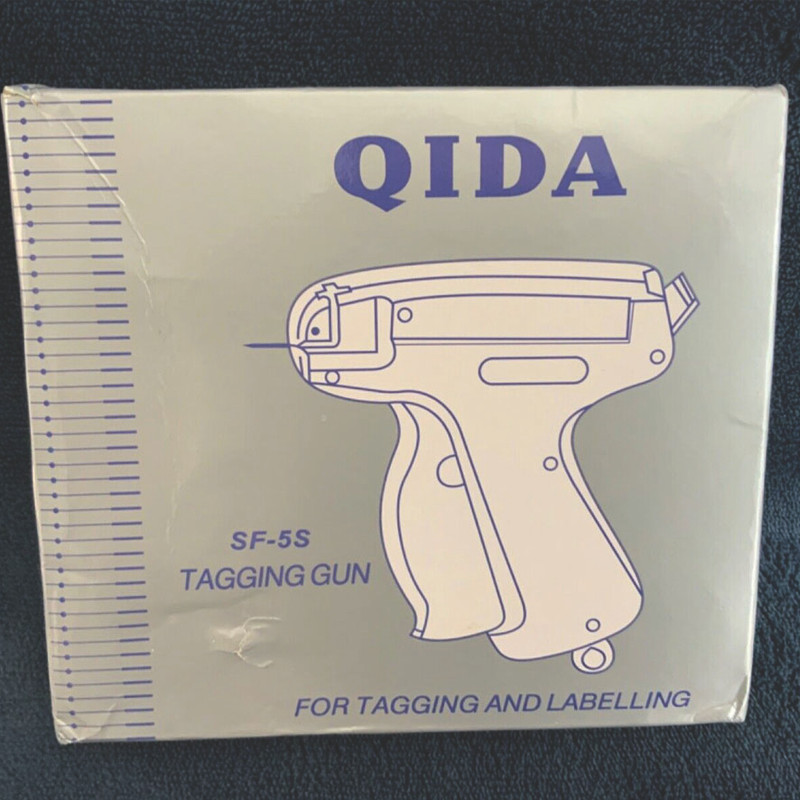 QIDA
SF-5S
TAGGING GUN
FOR TAGGING AND LABELLING